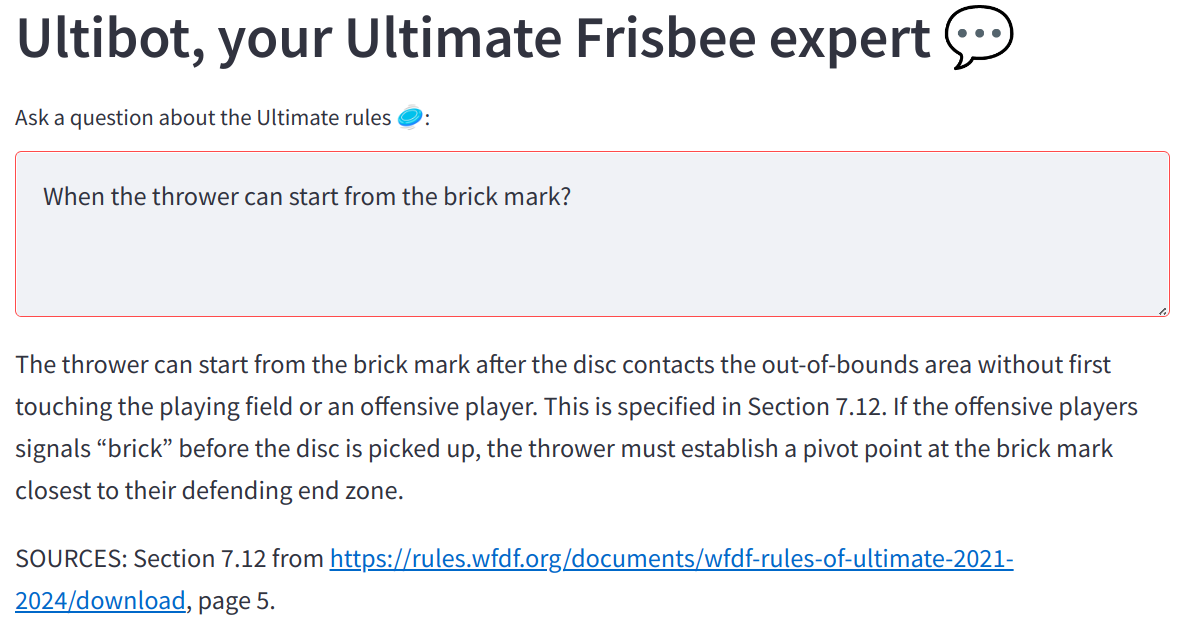 Ultibot, your Ultimate Frisbee expert 💬
Ask a question about the Ultimate rules 🥏:
When the thrower can start from the brick mark?
The thrower can start from the brick mark after the disc contacts the out-of-bounds area without first
touching the playing field or an offensive player. This is specified in Section 7.12. If the offensive players
signals “brick” before the disc is picked up, the thrower must establish a pivot point at the brick mark
closest to their defending end zone.
SOURCES: Section 7.12 from https://rules.wfdf.org/documents/wfdf-rules-of-ultimate-2021-
2024/download, page 5.